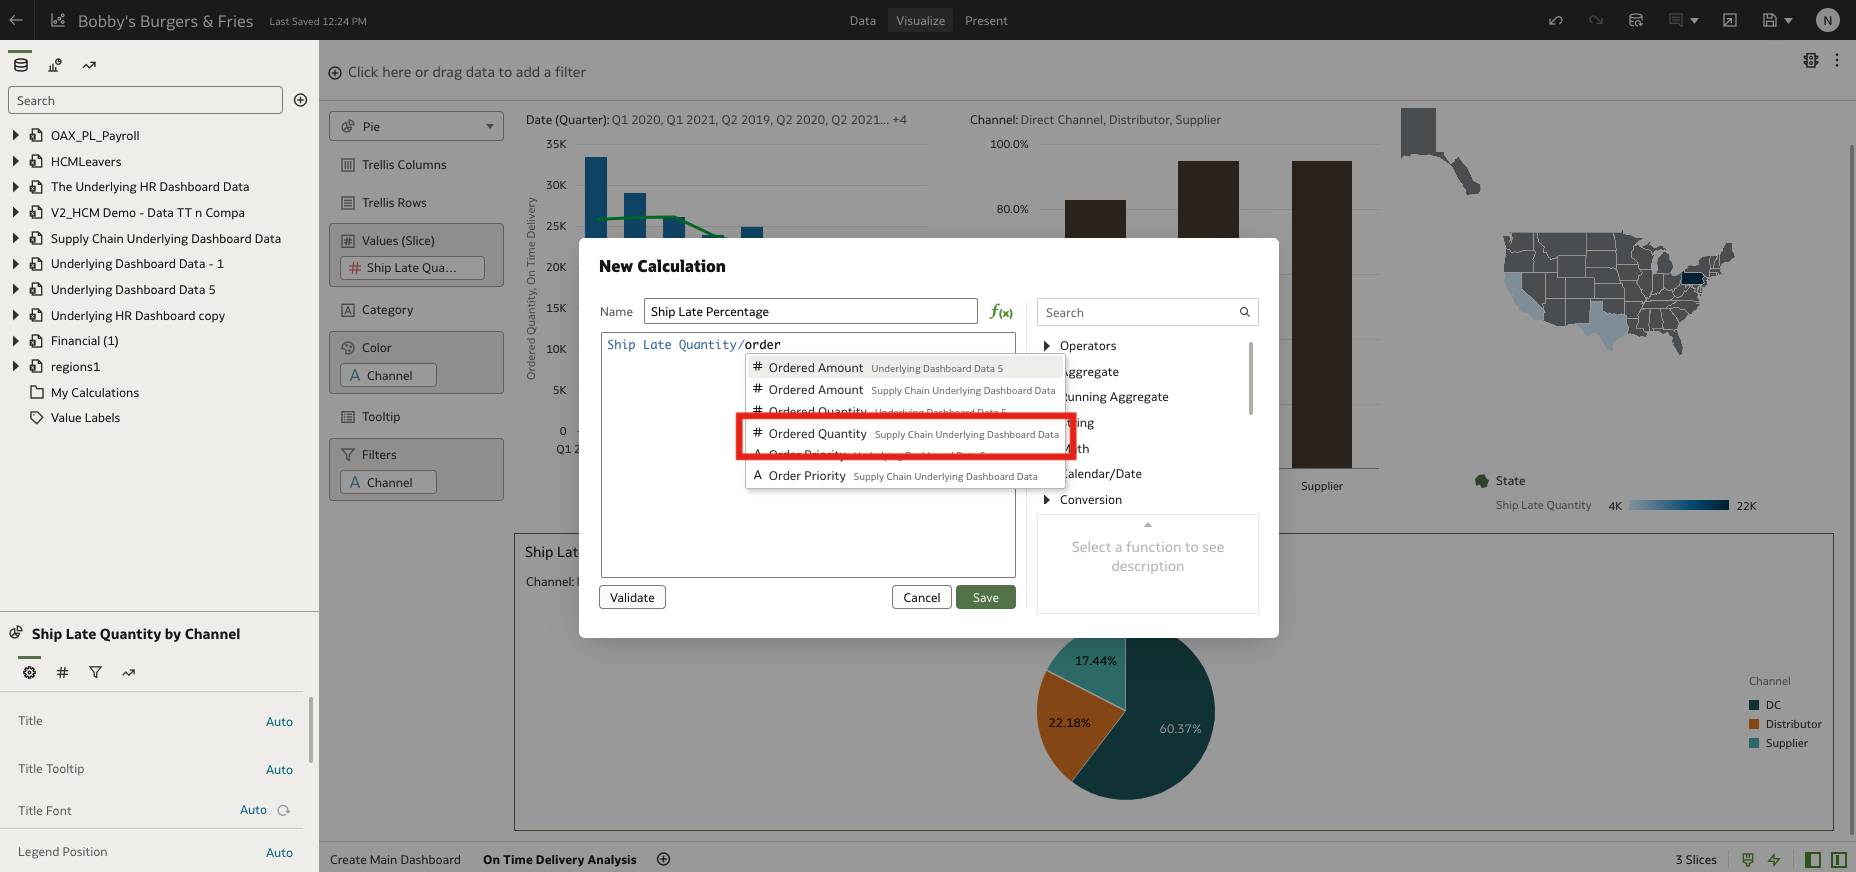 Bobby's Burgers & Fries
Last Saved 12:24 PM
Data
Visualize
Present
N
Search
OAX_PL_Payroll
HCMLeavers
The Underlying HR Dashboard Data
V2_HCM Demo - Data TT n Compa
Supply Chain Underlying Dashboard Data
Underlying Dashboard Data - 1
Underlying Dashboard Data 5
Underlying HR Dashboard copy
Financial (1)
regions1
My Calculations
Value Labels
Ship Late Quantity by Channel
Title
Auto
Title Tooltip
Auto
Title Font
Auto
Legend Position
Auto
Click here or drag data to add a filter
Pie
Trellis Columns
Trellis Rows
Values (Slice)
# Ship Late Qua...
Category
Color
A Channel
Tooltip
Filters
A Channel
Date (Quarter): Q1 2020, Q1 2021, Q2 2019, Q2 2020, Q2 2021... +4
Ordered Quantity, On Time Delivery
35K
30K
25K
20K
15K
10K
5K
0
Q1 2
Channel: Direct Channel, Distributor, Supplier
100.0%
80.0%
Supplier
State
Ship Late Quantity
4K
22K
New Calculation
Name
Ship Late Percentage
f(x)
Search
Ship Late Quantity/order
# Ordered Amount Underlying Dashboard Data 5
# Ordered Amount Supply Chain Underlying Dashboard Data
# Ordered Quantity Underlying Dashboard Data 5
# Ordered Quantity Supply Chain Underlying Dashboard Data
A Order Priority Underlying Dashboard Data 5
A Order Priority Supply Chain Underlying Dashboard Data
Operators
Aggregate
Running Aggregate
String
Math
Calendar/Date
Conversion
Select a function to see
description
Validate
Cancel
Save
Ship Lat
Channel:
17.44%
22.18%
60.37%
Channel
DC
Distributor
Supplier
Create Main Dashboard
On Time Delivery Analysis
3 Slices